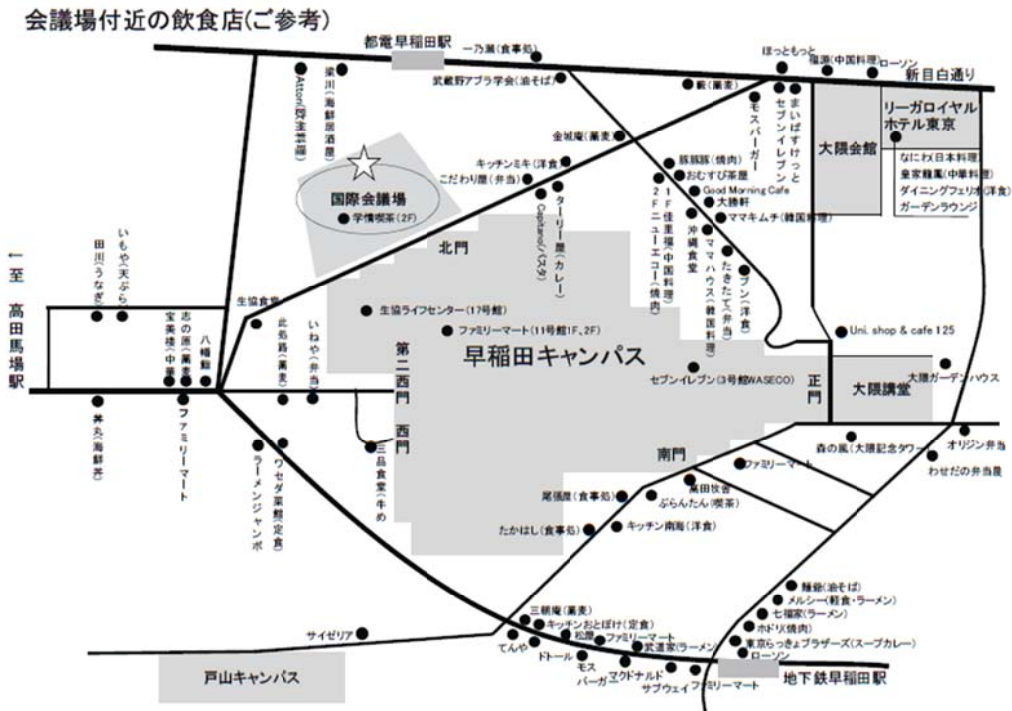 会議場付近の飲食店(ご参考)
都電早稲田駅
一乃瀬(食事処)
武蔵野アブラ学会(油そば)
ほっともっと
福源(中国料理)
ローソン
新目白通り
Atton(欧主料理)
梁川(海鮮居酒屋)
藪(蕎麦)
モスバーガー
セブンイレブン
まいばすけっと
リーガロイヤル
ホテル東京
大隈会館
なにわ(日本料理)
皇家龍鳳(中華料理)
ダイニングフェリオ(洋食)
ガーデンラウンジ
金城庵(蕎麦)
キッチンミキ(洋食)
こだわり屋(弁当)
国際会議場
学情喫茶(2F)
Capitano(パスタ)
ターリー屋(カレー)
豚豚豚(焼肉)
おむすび茶屋
Good Morning Cafe
大勝軒
ママキムチ(韓国料理)
2Fニューエコー(焼肉)
1F佳里福(中国料理)
沖縄食堂
ママハウス(韓国料理)
たきたて(弁当)
ブン(洋食)
北門
←至 高田馬場駅
田川(うなぎ)
いもや(天ぷら)
生協食堂
生協ライフセンター(17号館)
ファミリーマート(11号館1F、2F)
早稲田キャンパス
セブンイレブン(3号館WASECO)
Uni. shop & cafe 125
宝美楼(中華)
志の原(蕎麦)
八幡鮨
此処路(蕎麦)
いねや(弁当)
第二西門
西門
正門
大隈講堂
大隈ガーデンハウス
丼丸(海鮮丼)
ファミリーマート
ラーメンジャンボ
ワセダ菜館(定食)
三品食堂(牛め
南門
ファミリーマート
森の風(大隈記念タワー)
オリジン弁当
わせだの弁当屋
高田牧舎
ぷらんたん(喫茶)
尾張屋(食事処)
たかはし(食事処)
キッチン南海(洋食)
麺爺(油そば)
メルシー(軽食・ラーメン)
七福家(ラーメン)
ホドリ(焼肉)
東京らっきょブラザーズ(スープカレー)
ローソン
三朝庵(蕎麦)
キッチンおとぼけ(定食)
松屋
ファミリーマート
武道家(ラーメン)
サイゼリア
てんや
ドトール
モス
バーガ
マクドナルド
サブウェイ
ファミリーマート
地下鉄早稲田駅
戸山キャンパス